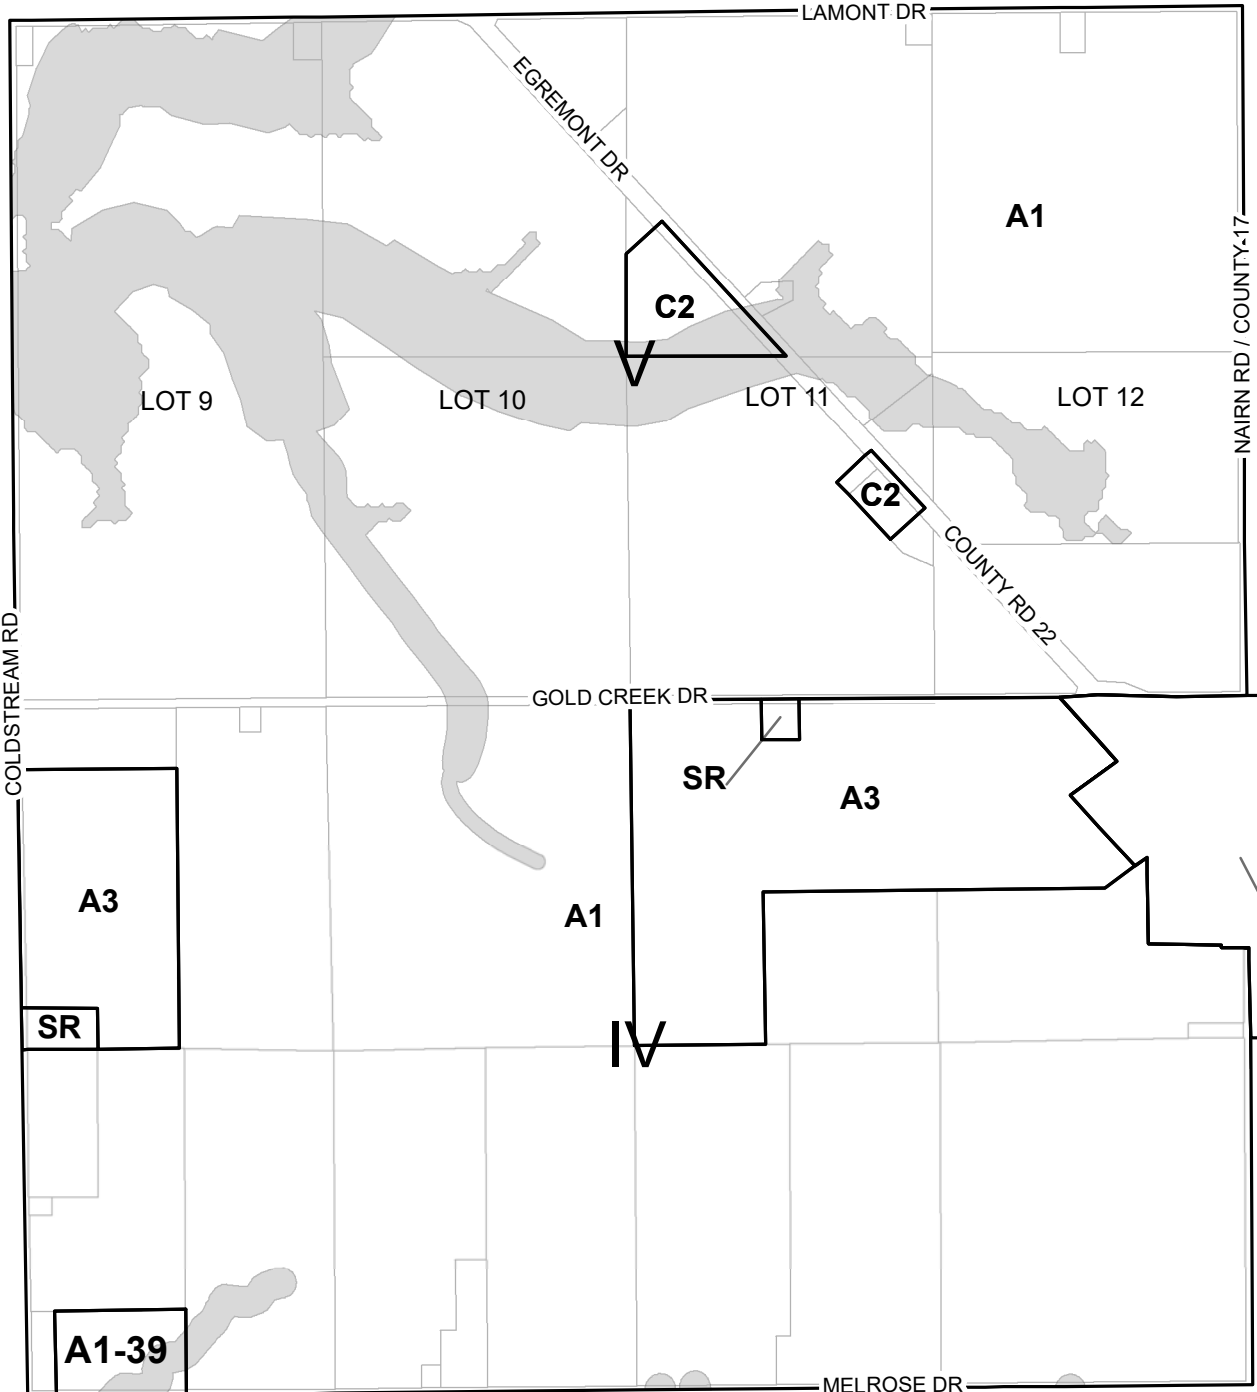 LAMONT DR
EGREMONT DR
A1
NAIRN RD / COUNTY-17
C2
V
LOT 9
LOT 10
LOT 11
LOT 12
C2
COUNTY RD 22
COLDSTREAM RD
GOLD CREEK DR
SR
A3
A3
A1
SR
IV
A1-39
MELROSE DR